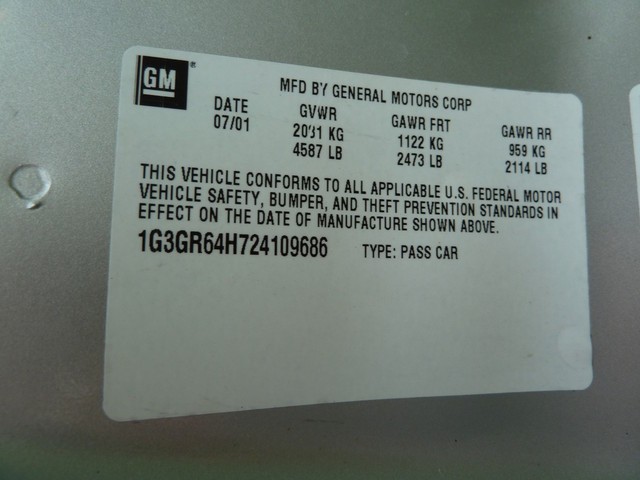 GM
MFD BY GENERAL MOTORS CORP
DATE GVWR GAWR FRT GAWR RR
07/01 2081 KG 1122 KG 959 KG
4587 LB 2473 LB 2114 LB
THIS VEHICLE CONFORMS TO ALL APPLICABLE U.S. FEDERAL MOTOR
VEHICLE SAFETY, BUMPER, AND THEFT PREVENTION STANDARDS IN
EFFECT ON THE DATE OF MANUFACTURE SHOWN ABOVE.
1G3GR64H724109686 TYPE: PASS CAR